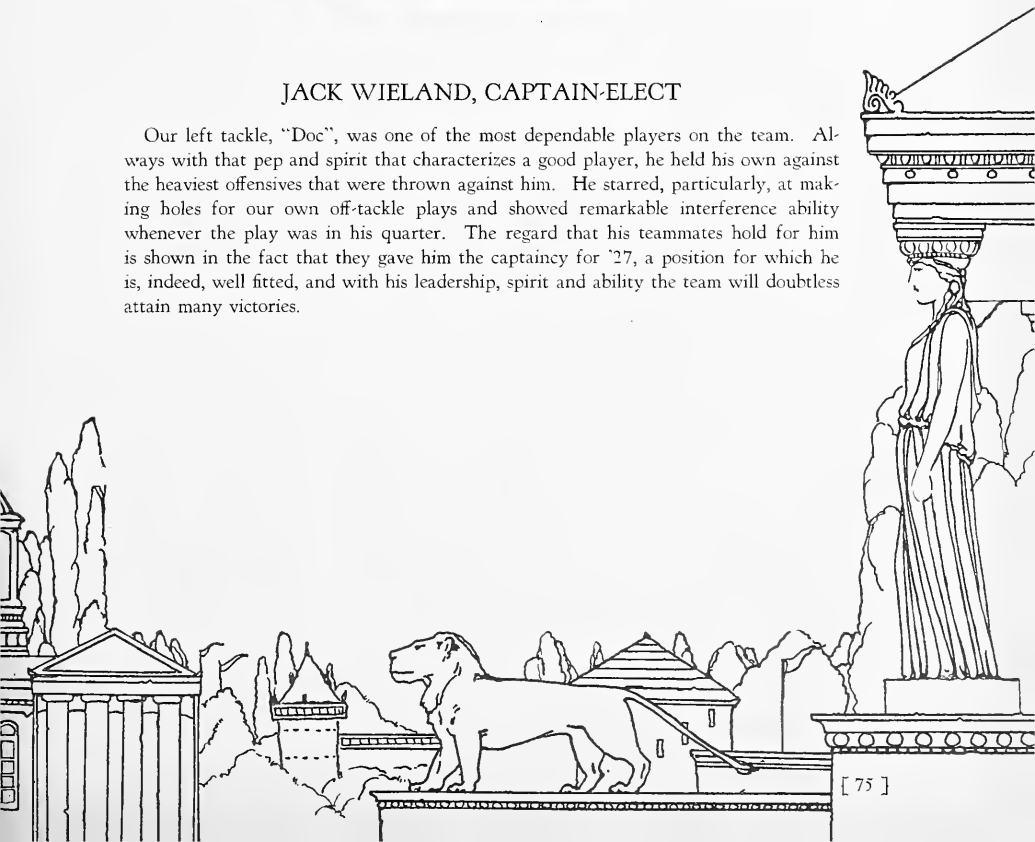 JACK WIELAND, CAPTAIN-ELECT
Our left tackle, "Doc", was one of the most dependable players on the team. Al-
ways with that pep and spirit that characterizes a good player, he held his own against
the heaviest offensives that were thrown against him. He starred, particularly, at mak-
ing holes for our own off-tackle plays and showed remarkable interference ability
whenever the play was in his quarter. The regard that his teammates hold for him
is shown in the fact that they gave him the captaincy for '27, a position for which he
is, indeed, well fitted, and with his leadership, spirit and ability the team will doubtless
attain many victories.
[ 75 ]